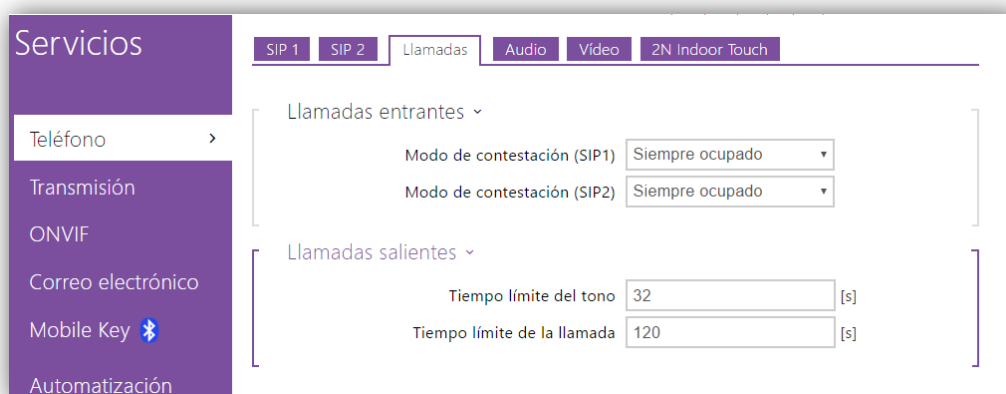 Servicios
SIP 1 SIP 2 Llamadas Audio Vídeo 2N Indoor Touch
Llamadas entrantes
Teléfono
Modo de contestación (SIP1) Siempre ocupado
Transmisión
Modo de contestación (SIP2) Siempre ocupado
ONVIF
Llamadas salientes
Correo electrónico
Tiempo límite del tono 32 [s]
Mobile Key
Tiempo límite de la llamada 120 [s]
Automatización